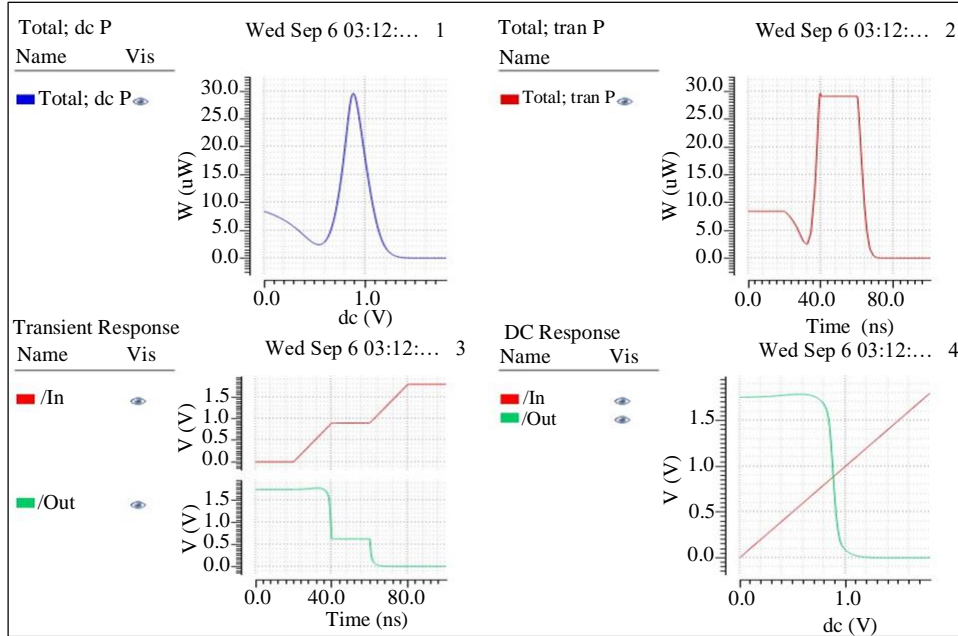 Total; dc P
Wed Sep 6 03:12:… 1
Name Vis
Total; dc P
30.0
25.0
20.0
15.0
10.0
5.0
0.0
W (uW)
0.0 1.0
dc (V)
Total; tran P
Wed Sep 6 03:12:… 2
Name
Total; tran P
30.0
25.0
20.0
15.0
10.0
5.0
0.0
W (uW)
0.0 40.0 80.0
Time (ns)
Transient Response
Wed Sep 6 03:12:… 3
Name Vis
/In
1.5
1.0
0.5
0.0
V (V)
/Out
1.5
1.0
0.5
0.0
V (V)
0.0 40.0 80.0
Time (ns)
DC Response
Wed Sep 6 03:12:… 4
Name Vis
/In
/Out
1.5
1.0
0.5
0.0
V (V)
0.0 1.0
dc (V)